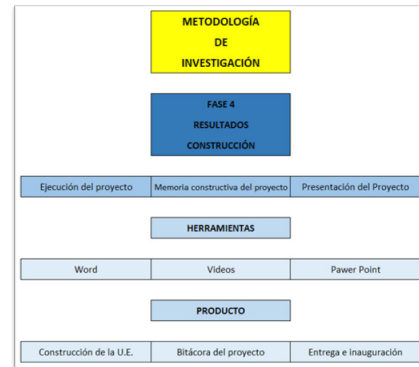 METODOLOGÍA
DE
INVESTIGACIÓN
FASE 4
RESULTADOS
CONSTRUCCIÓN
Ejecución del proyecto Memoria constructiva del proyecto Presentación del Proyecto
HERRAMIENTAS
Word Videos Pawer Point
PRODUCTO
Construcción de la U.E. Bitácora del proyecto Entrega e inauguración